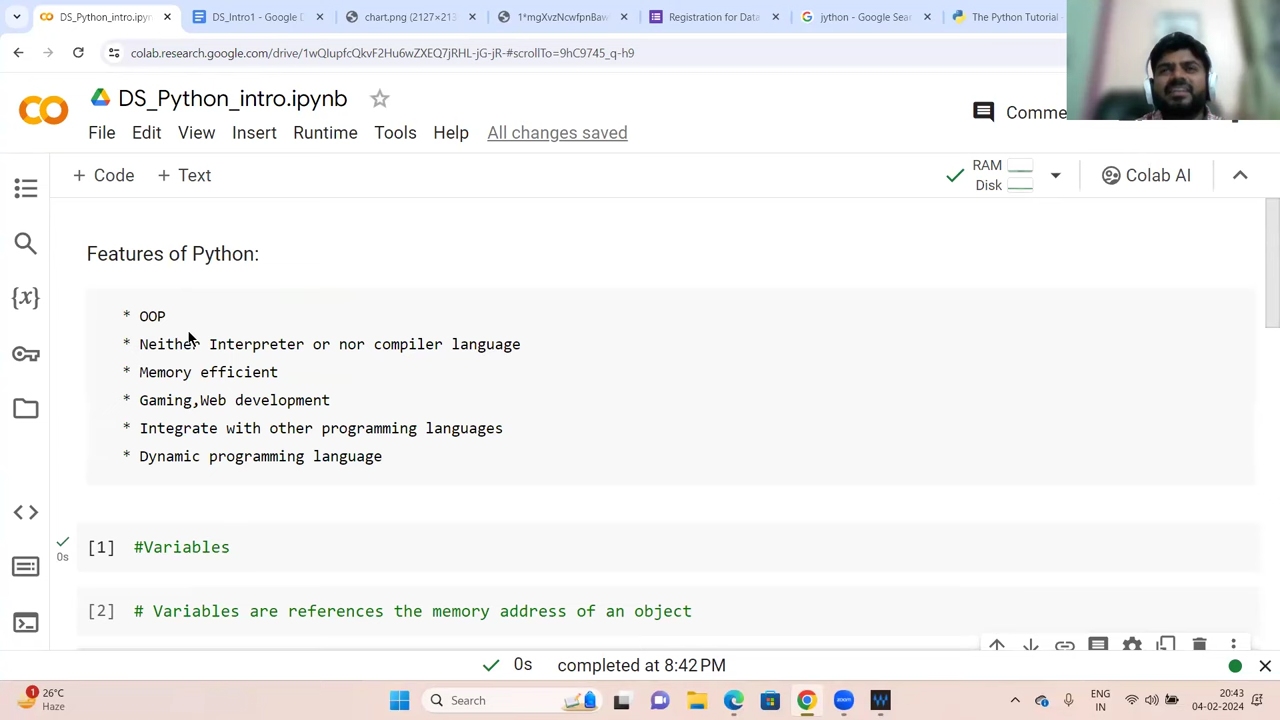 DS_Python_intro.ipynb
DS_Intro1 - Google D
chart.png (2127×213
1*mgXvzNcwfpnBaw
Registration for Data
jython - Google Sea
The Python Tutorial
colab.research.google.com/drive/1wQIupfcQkvF2Hu6wZXEQ7jRHL-jG-jR-#scrollTo=9hC9745_q-h9
DS_Python_intro.ipynb
File Edit View Insert Runtime Tools Help All changes saved
Comme
+ Code + Text
RAM
Disk
Colab AI
Features of Python:
* OOP
* Neither Interpreter or nor compiler language
* Memory efficient
* Gaming,Web development
* Integrate with other programming languages
* Dynamic programming language
0s
[1] #Variables
[2] # Variables are references the memory address of an object
0s completed at 8:42 PM
1
26°C
Haze
Search
ENG
IN
20:43
04-02-2024